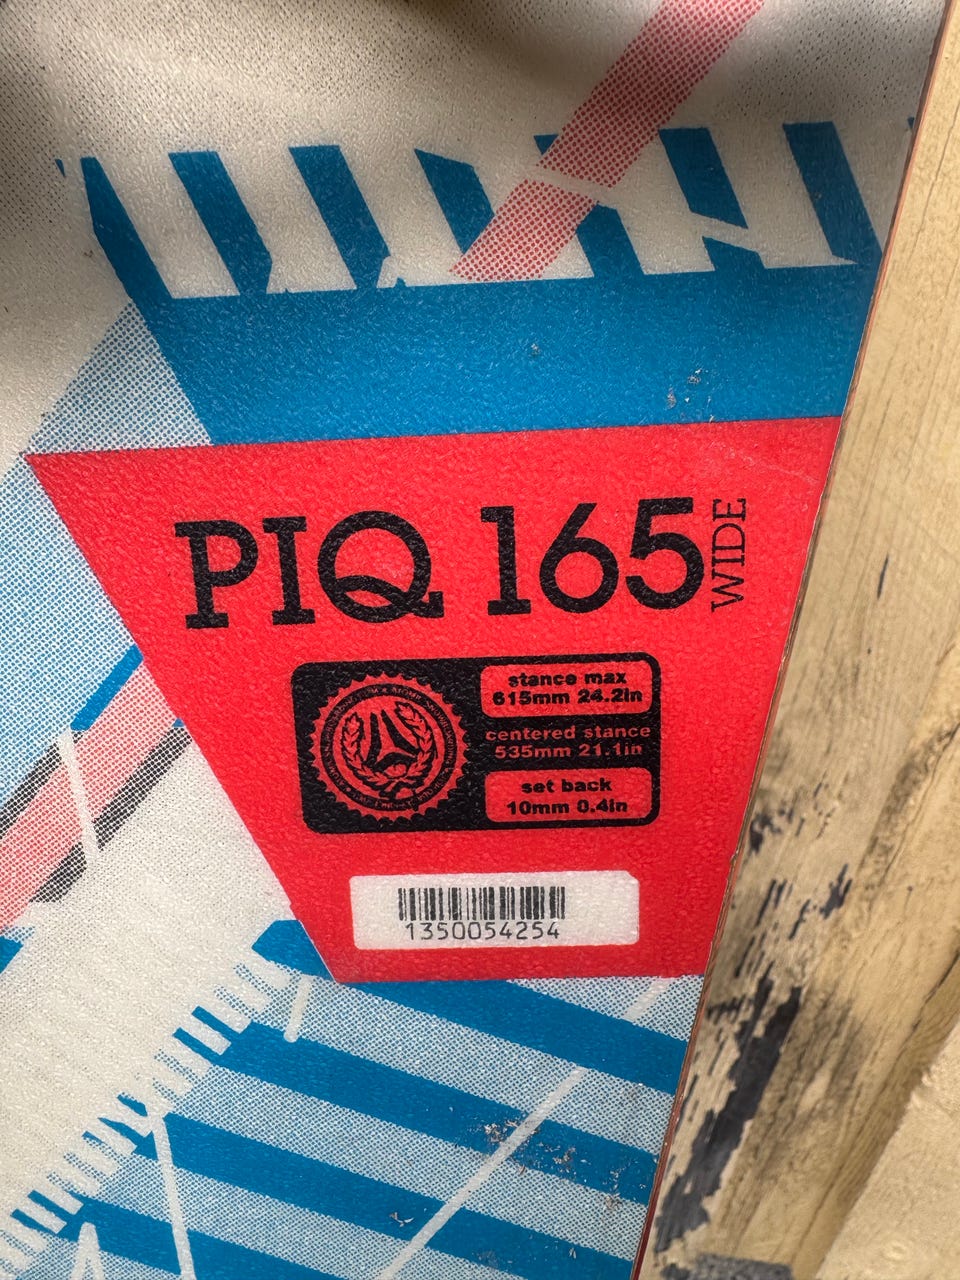 PIQ 165 WIDE
stance max
615mm 24.2in
centered stance
535mm 21.1in
set back
10mm 0.4in
1350054254